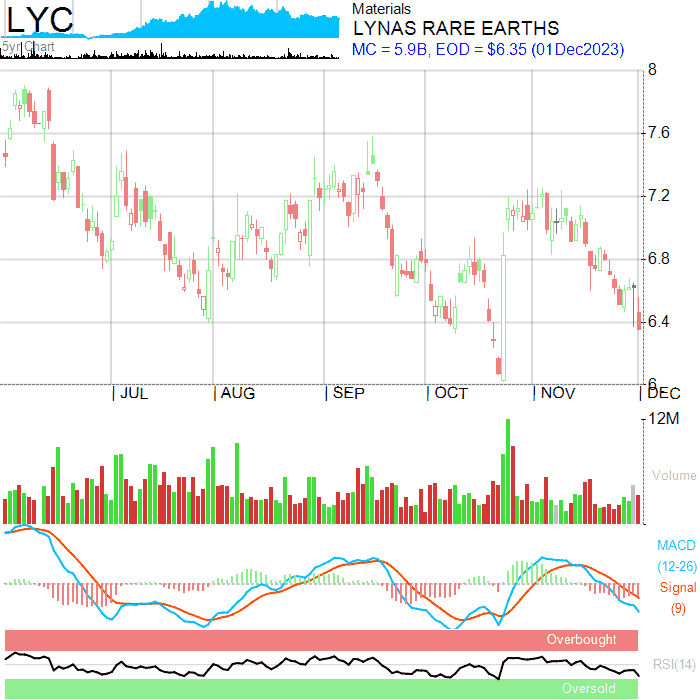 LYC
5yr Chart
Materials
LYNAS RARE EARTHS
MC = 5.9B, EOD = $6.35 (01Dec2023)
8
7.6
7.2
6.8
6.4
6
JUL AUG SEP OCT NOV DEC
12M
Volume
MACD
(12-26)
Signal
(9)
Overbought
RSI(14)
Oversold